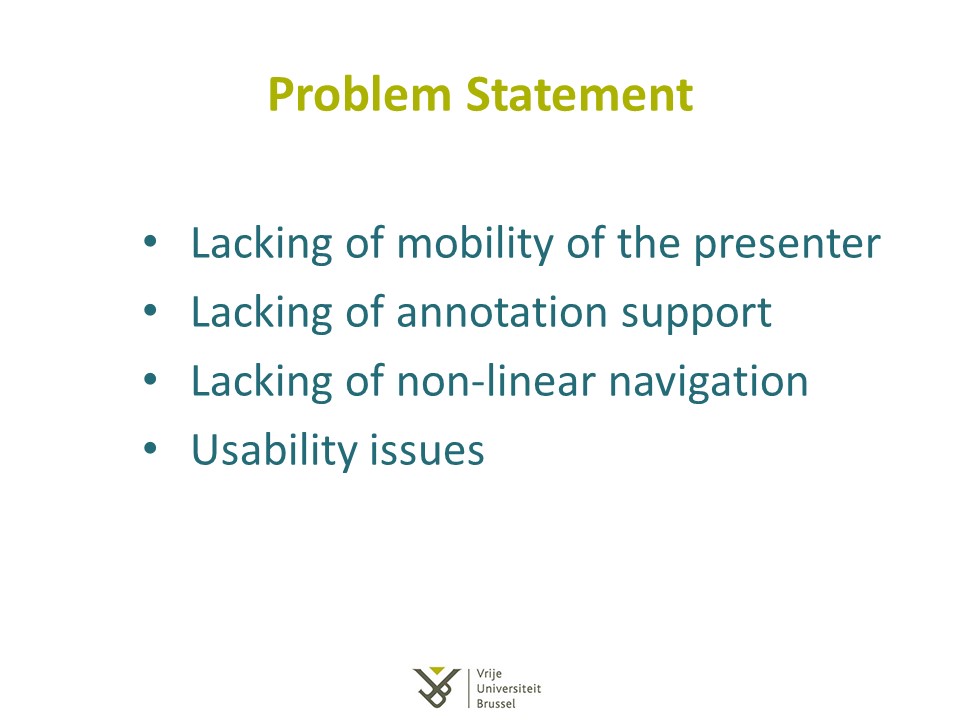 Problem Statement
• Lacking of mobility of the presenter
• Lacking of annotation support
• Lacking of non-linear navigation
• Usability issues
Vrije
Universiteit
Brussel